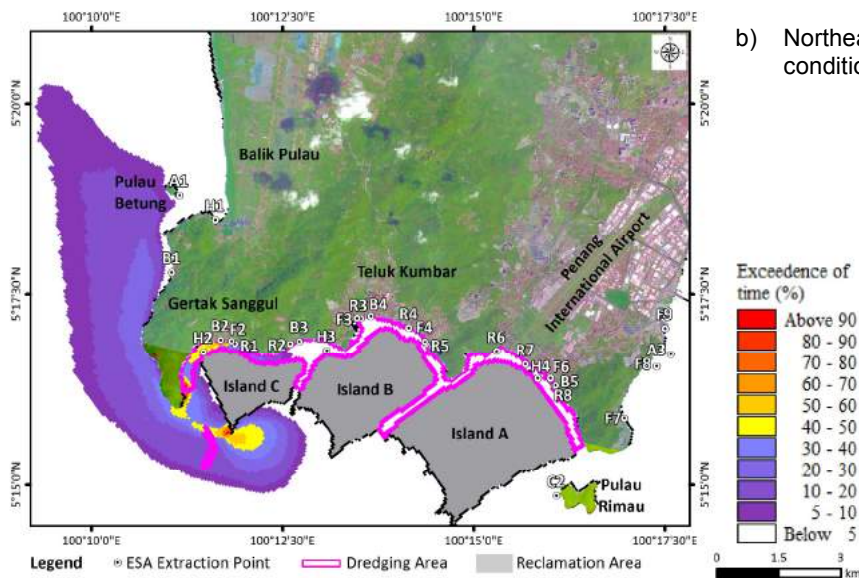 100°10'0"E 100°12'30"E 100°15'0"E 100°17'30"E
5°20'0"N
5°17'30"N
5°15'0"N
5°20'0"N
5°17'30"N
5°15'0"N
100°10'0"E 100°12'30"E 100°15'0"E 100°17'30"E
b) Northea
conditio
Balik Pulau
Pulau
Betung
A1
H1
B1
Teluk Kumbar
Gertak Sanggul
Penang
International Airport
H2
B2
F2
R1
R2
B3
H3
F3
R3
B4
R4
F4
R5
R6
R7
H4
F6
B5
R8
F9
A3
F8
F7
C2
Island C
Island B
Island A
Pulau
Rimau
Exceedence of
time (%)
Above 90
80 - 90
70 - 80
60 - 70
50 - 60
40 - 50
30 - 40
20 - 30
10 - 20
5 - 10
Below 5
0 1.5 3
km
Legend ESA Extraction Point Dredging Area Reclamation Area